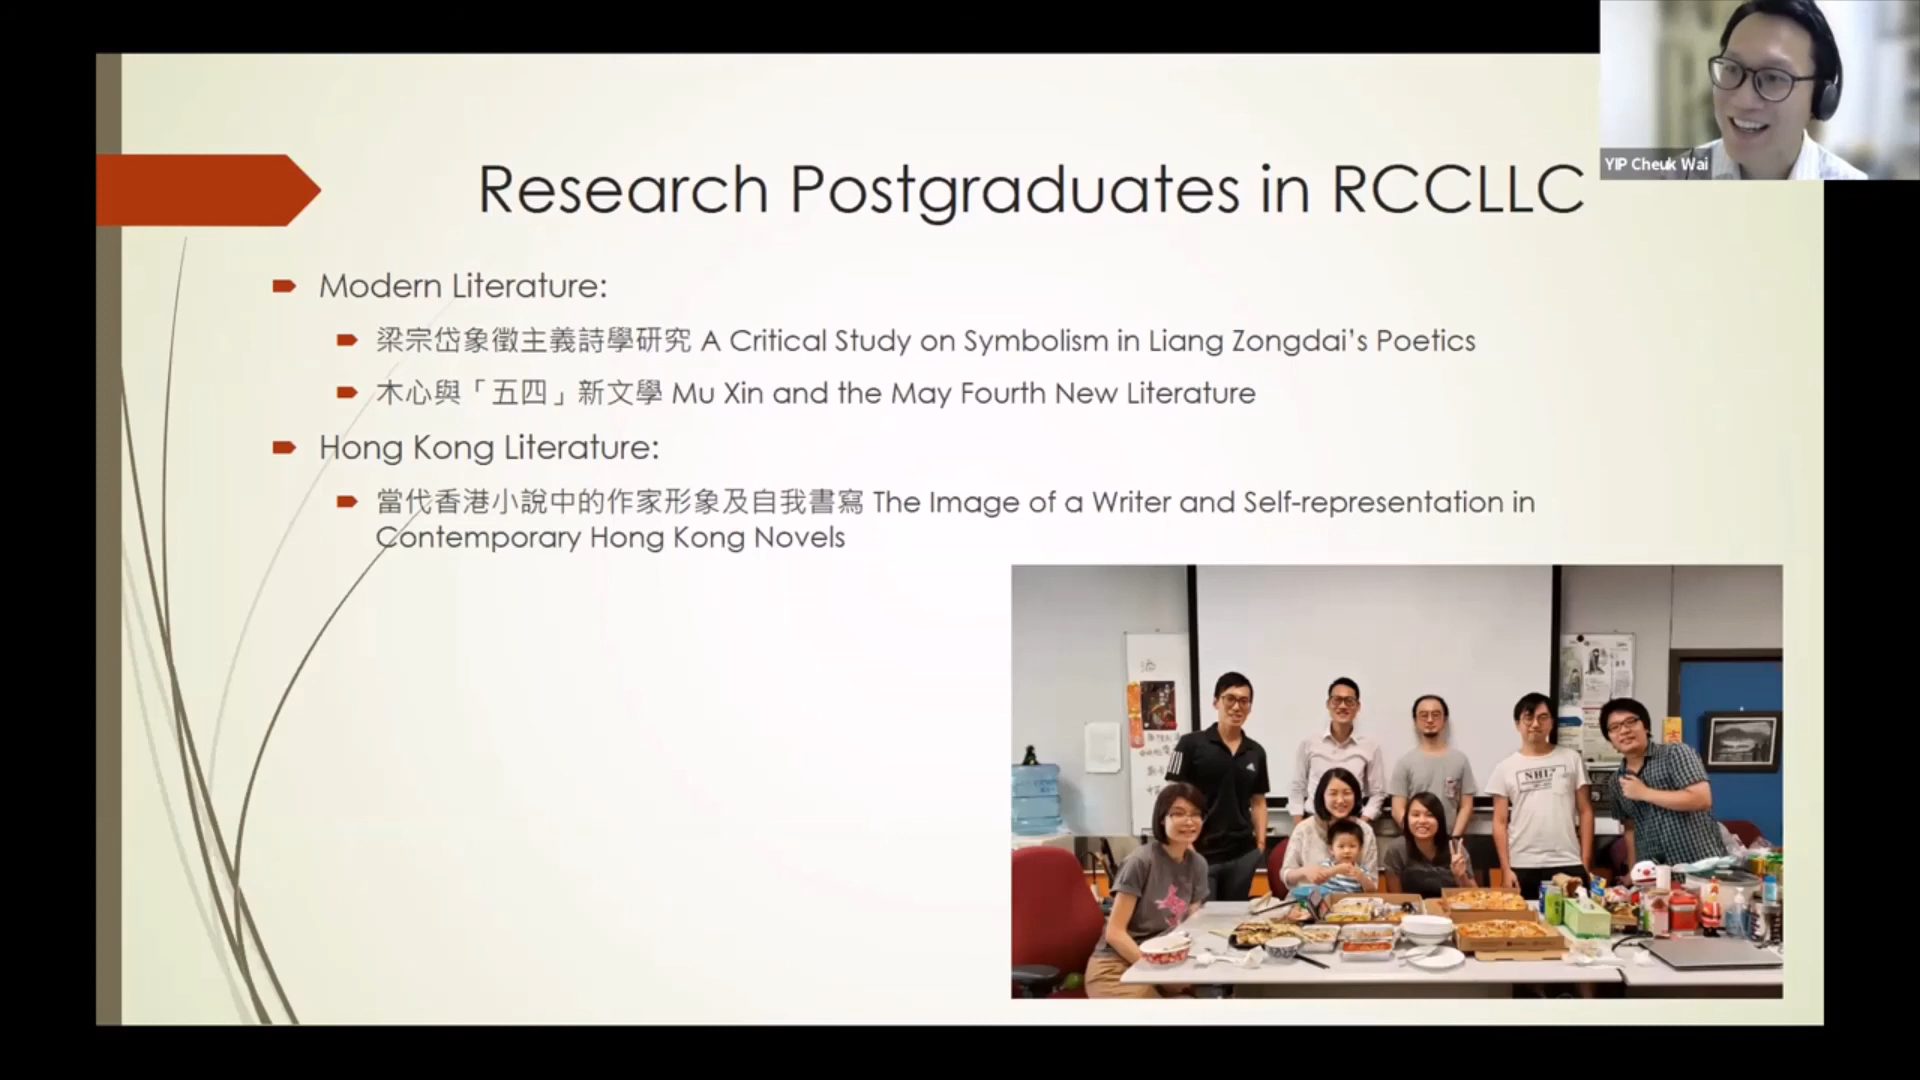 YIP Cheuk Wai
Research Postgraduates in RCCLLC
Modern Literature:
梁宗岱象徵主義詩學研究 A Critical Study on Symbolism in Liang Zongdai’s Poetics
木心與「五四」新文學 Mu Xin and the May Fourth New Literature
Hong Kong Literature:
當代香港小說中的作家形象及自我書寫 The Image of a Writer and Self-representation in
Contemporary Hong Kong Novels
NHL